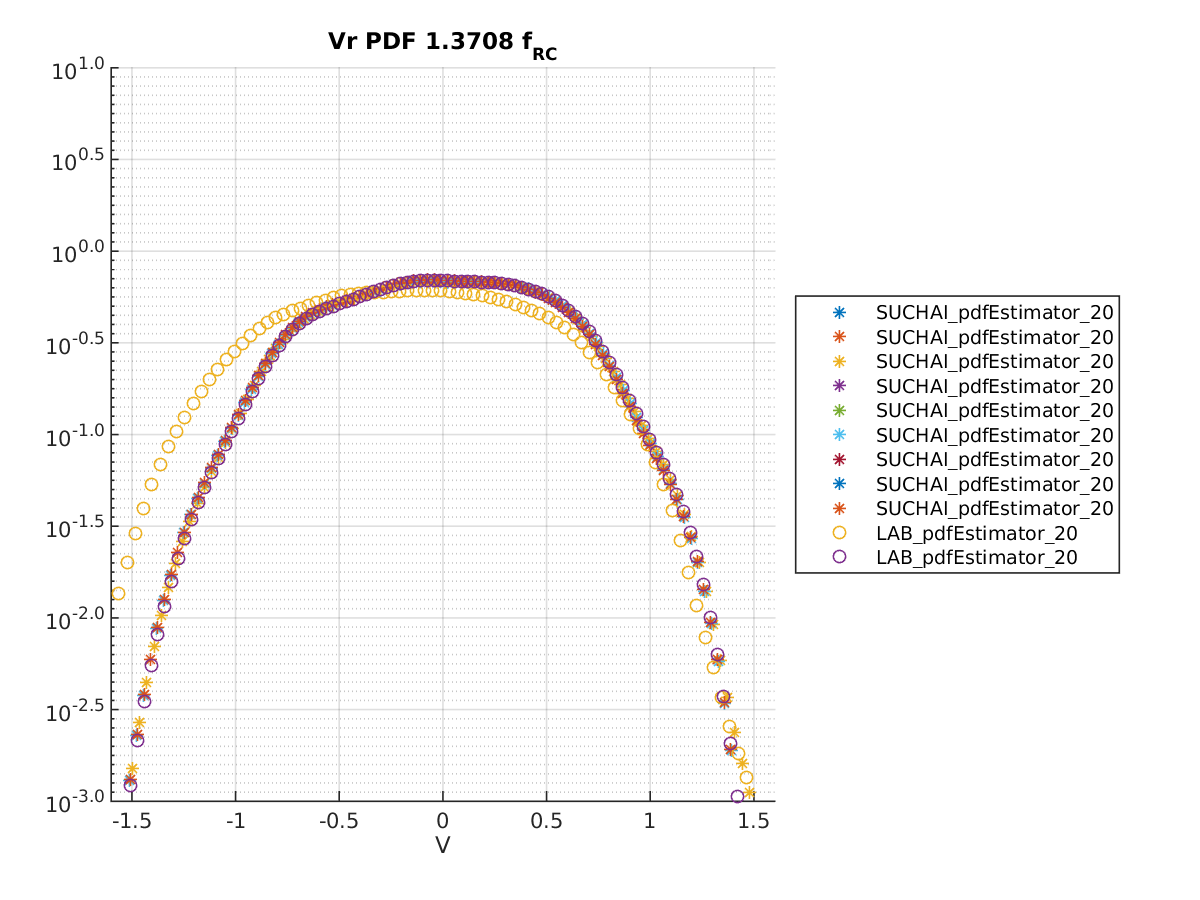 Vr PDF 1.3708 f_RC
10^1.0
10^0.5
10^0.0
10^-0.5
10^-1.0
10^-1.5
10^-2.0
10^-2.5
10^-3.0
-1.5 -1 -0.5 0 0.5 1 1.5
V
SUCHAI_pdfEstimator_20
SUCHAI_pdfEstimator_20
SUCHAI_pdfEstimator_20
SUCHAI_pdfEstimator_20
SUCHAI_pdfEstimator_20
SUCHAI_pdfEstimator_20
SUCHAI_pdfEstimator_20
SUCHAI_pdfEstimator_20
SUCHAI_pdfEstimator_20
LAB_pdfEstimator_20
LAB_pdfEstimator_20